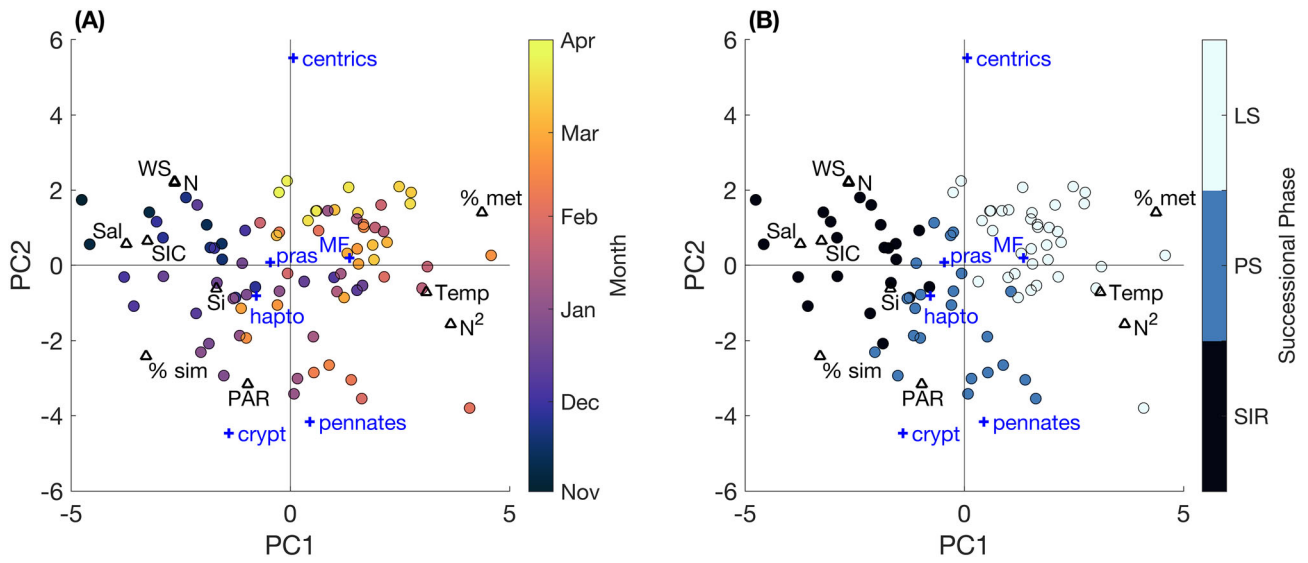 (A)
6
4
2
0
-2
-4
-6
-5
0
5
PC2
PC1
centrics
WS
N
% met
Sal
SIC
MF
pras
Si
hapto
Temp
N2
% sim
PAR
pennates
crypt
Apr
Mar
Feb
Jan
Dec
Nov
Month
(B)
6
4
2
0
-2
-4
-6
-5
0
5
PC2
PC1
centrics
WS
N
% met
Sal
SIC
MF
pras
Si
hapto
Temp
N2
% sim
PAR
pennates
crypt
LS
PS
SIR
Successional Phase